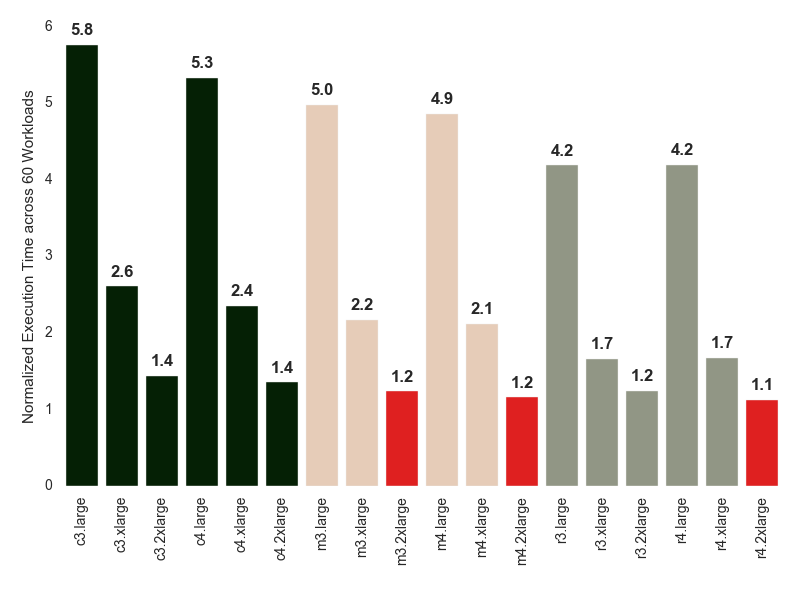 Normalized Execution Time across 60 Workloads
6
5
4
3
2
1
0
5.8
2.6
1.4
5.3
2.4
1.4
5.0
2.2
1.2
4.9
2.1
1.2
4.2
1.7
1.2
4.2
1.7
1.1
c3.large
c3.xlarge
c3.2xlarge
c4.large
c4.xlarge
c4.2xlarge
m3.large
m3.xlarge
m3.2xlarge
m4.large
m4.xlarge
m4.2xlarge
r3.large
r3.xlarge
r3.2xlarge
r4.large
r4.xlarge
r4.2xlarge